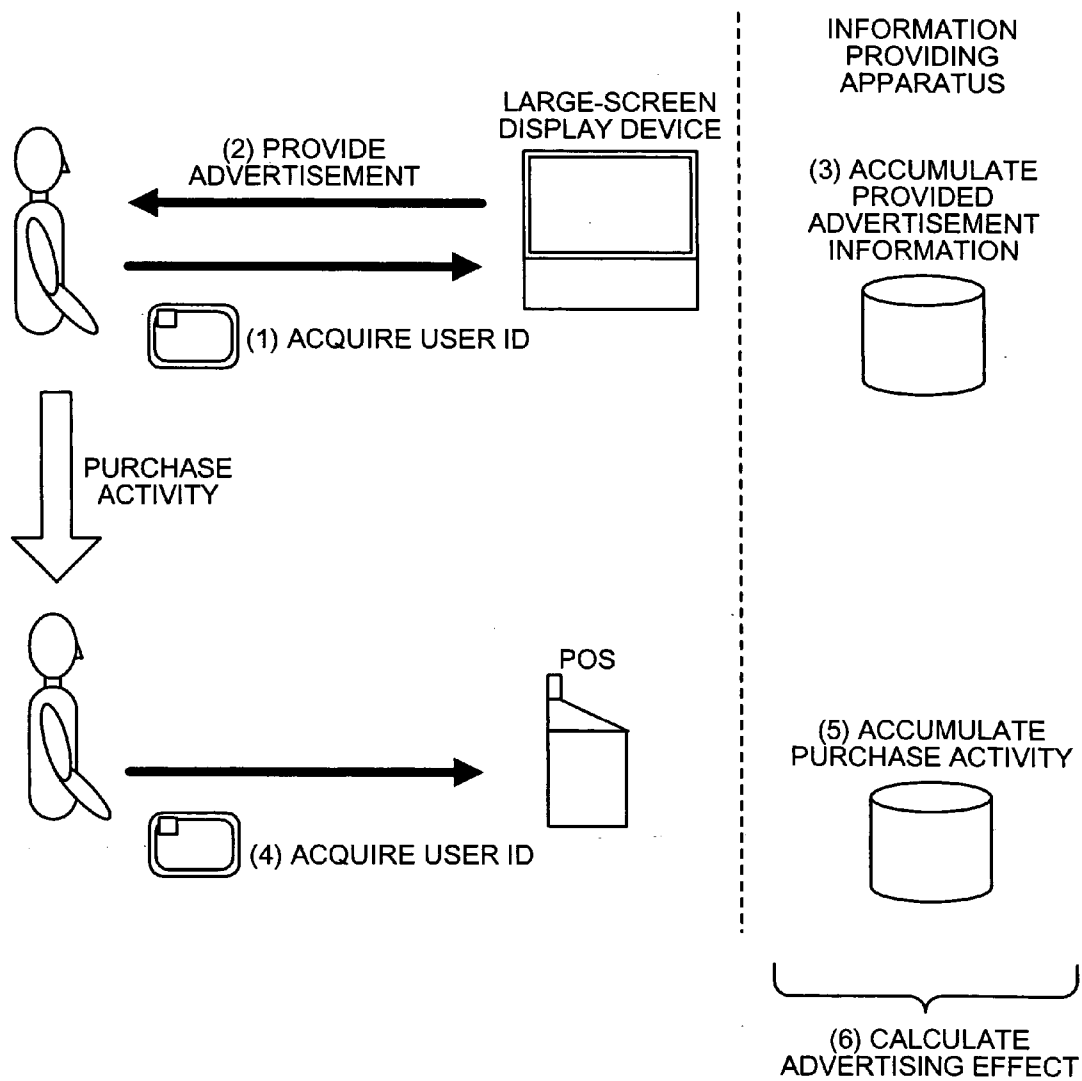 INFORMATION
PROVIDING
APPARATUS
LARGE-SCREEN
DISPLAY DEVICE
(2) PROVIDE
ADVERTISEMENT
(3) ACCUMULATE
PROVIDED
ADVERTISEMENT
INFORMATION
(1) ACQUIRE USER ID
PURCHASE
ACTIVITY
POS
(5) ACCUMULATE
PURCHASE ACTIVITY
(4) ACQUIRE USER ID
(6) CALCULATE
ADVERTISING EFFECT